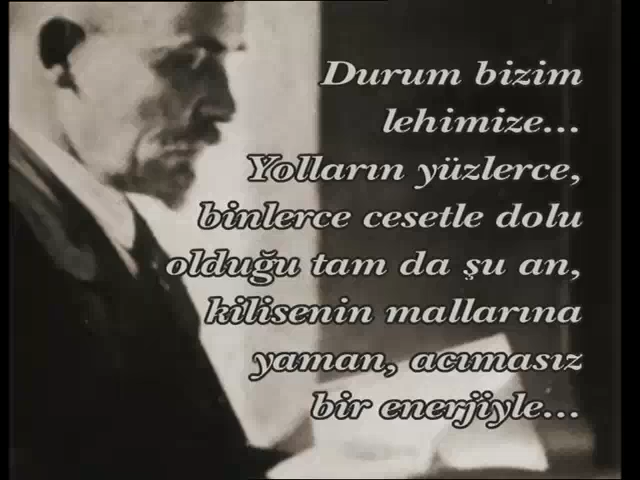 Durum bizim
lehimize...
Yolların yüzlerce,
binlerce cesetle dolu
olduğu tam da şu an,
kilisenin mallarına
yaman, acımasız
bir enerjiyle...